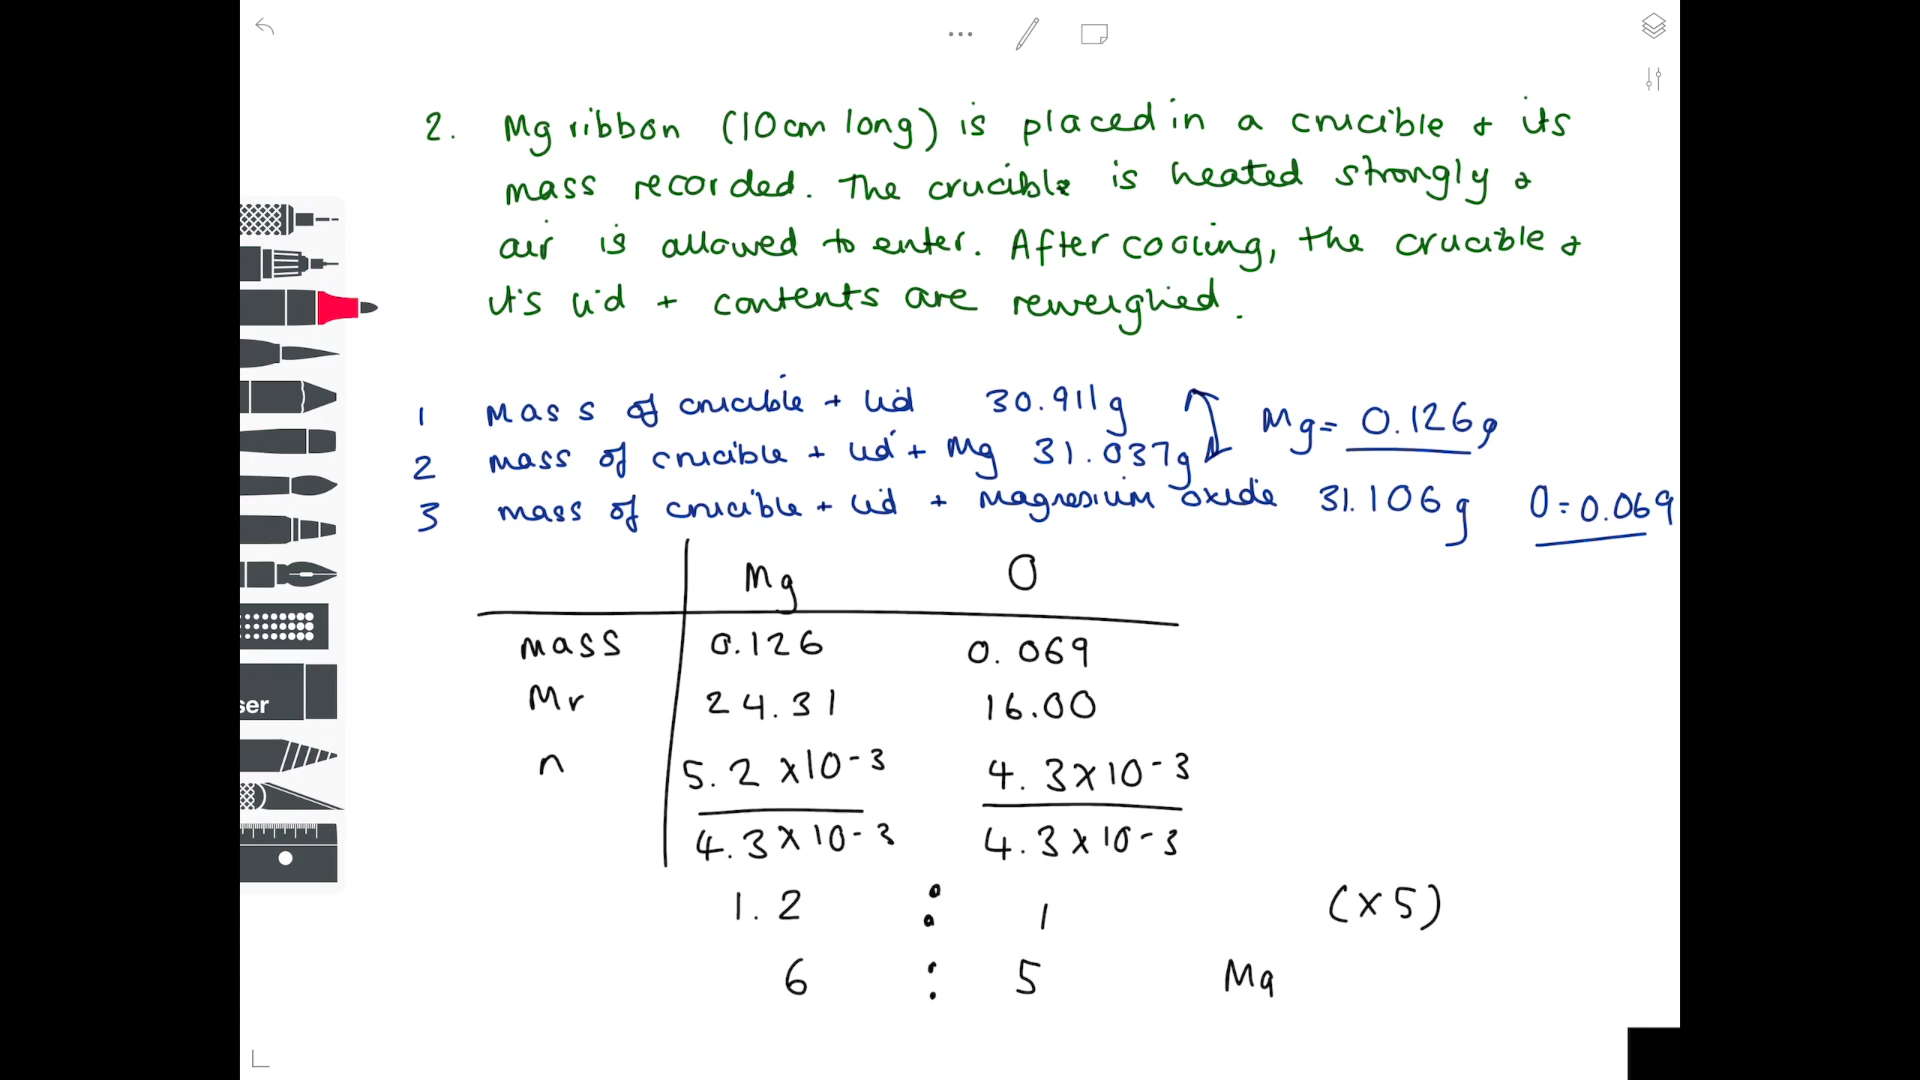 2. Mg ribbon (10cm long) is placed in a crucible & its
mass recorded. The crucible is heated strongly &
air is allowed to enter. After cooling, the crucible &
it's lid + contents are reweighed.
1 Mass of crucible + lid 30.911g Mg= 0.126g
2 mass of crucible + lid + Mg 31.037g
3 mass of crucible + lid + magnesium oxide 31.106g O=0.069
Mg O
mass 0.126 0.069
Mr 24.31 16.00
n 5.2 x10-3 4.3x10-3
4.3x10-3 4.3x10-3
1.2 : 1 (x5)
6 : 5 Mg
ser